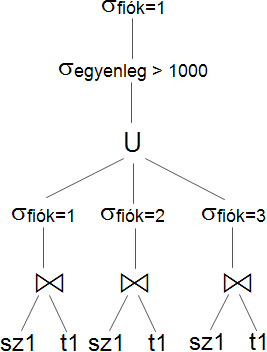 σfiók=1
σegyenleg > 1000
U
σfiók=1 σfiók=2 σfiók=3
⋈ ⋈ ⋈
sz1 t1 sz1 t1 sz1 t1